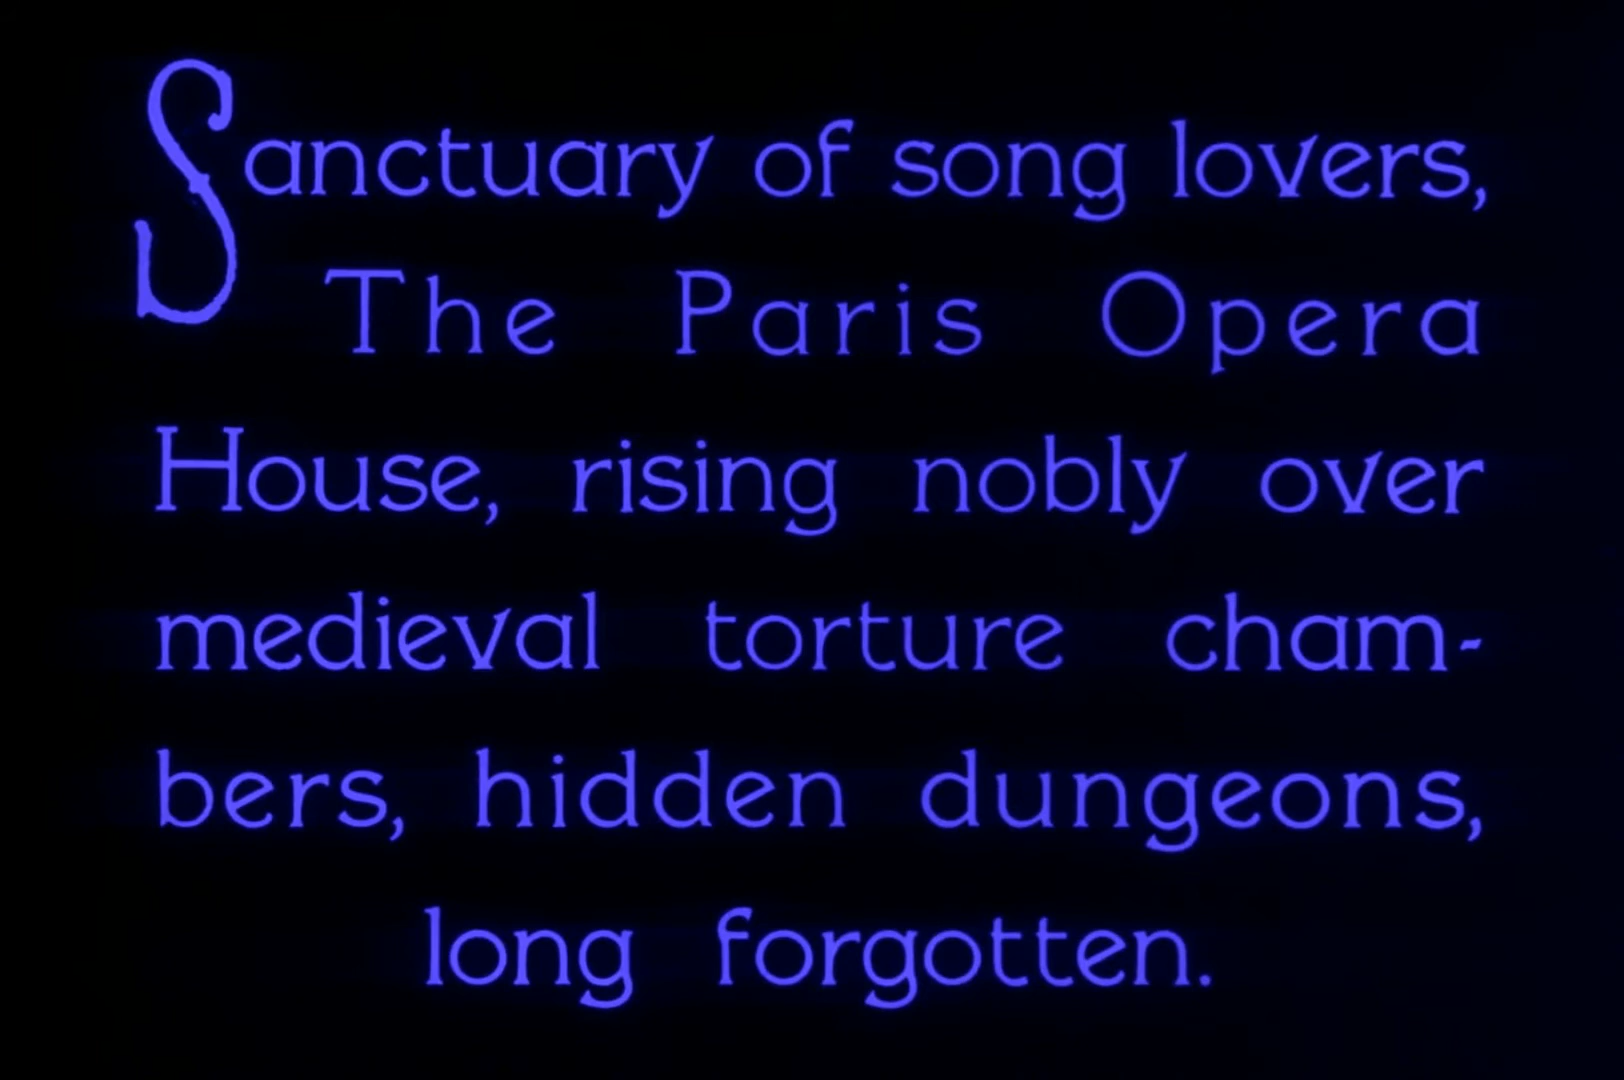 Sanctuary of song lovers,
The Paris Opera
House, rising nobly over
medieval torture cham-
bers, hidden dungeons,
long forgotten.